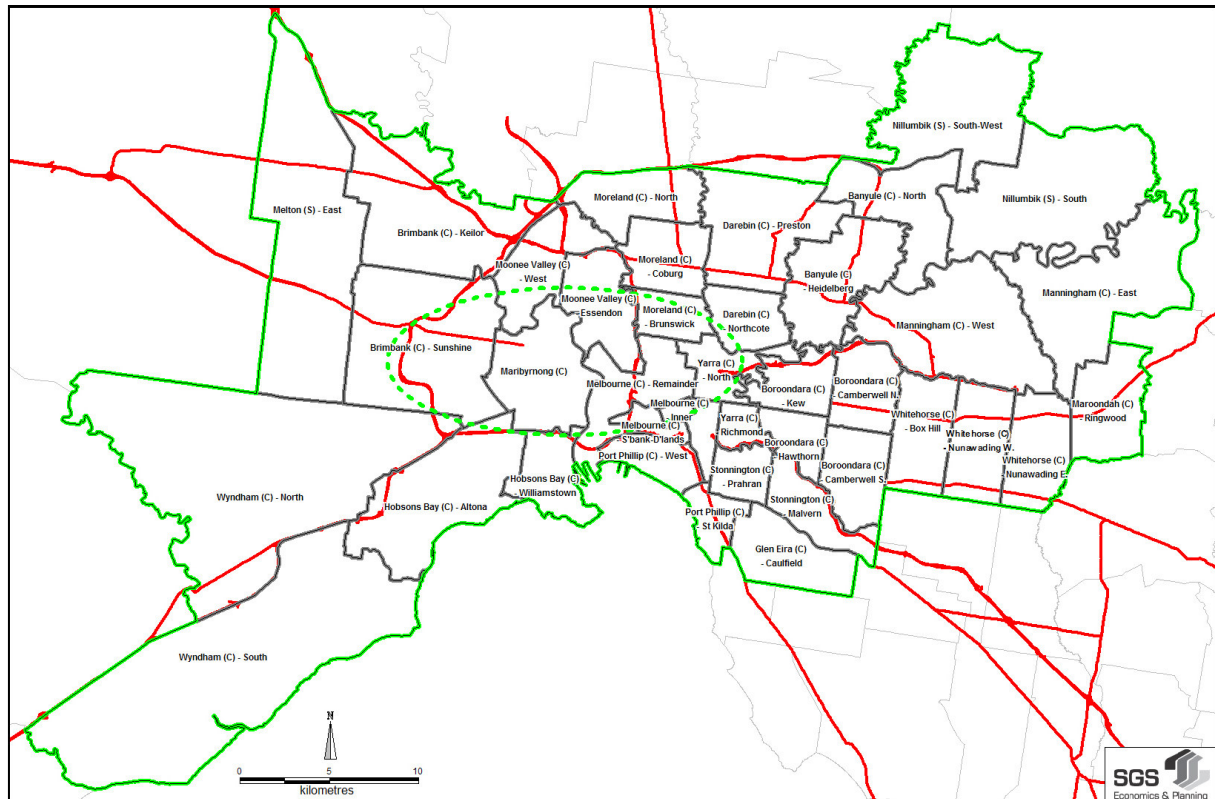 Nillumbik (S) - South-West
Banyule (C) - North
Moreland (C) - North
Nillumbik (S) - South
Melton (S) - East
Darebin (C) - Preston
Brimbank (C) - Keilor
Moreland (C)
- Coburg
Moonee Valley (C)
- West
Banyule (C)
- Heidelberg
Manningham (C) - East
Moonee Valley (C)
Essendon
Moreland (C)
- Brunswick
Darebin (C)
Northcote
Manningham (C) - West
Brimbank (C) - Sunshine
Maribyrnong (C)
Yarra (C)
- North
Melbourne (C) - Remainder
Boroondara (C)
- Kew
Boroondara (C)
- Camberwell N.
Maroondah (C)
- Ringwood
Melbourne (C)
- Inner
Yarra (C)
- Richmond
Whitehorse (C)
- Box Hill
Melbourne (C)
- S'bank-D'lands
Whitehorse (C)
- Nunawading W.
Boroondara (C)
- Hawthorn
Port Phillip (C) - West
Whitehorse (C)
- Nunawading E.
Boroondara (C)
- Camberwell S.
Stonnington (C)
- Prahran
Hobsons Bay (C)
- Williamstown
Wyndham (C) - North
Stonnington (C)
- Malvern
Hobsons Bay (C) - Altona
Port Phillip (C)
- St Kilda
Glen Eira (C)
- Caulfield
Wyndham (C) - South
N
0 5 10
kilometres
SGS
Economics & Planning